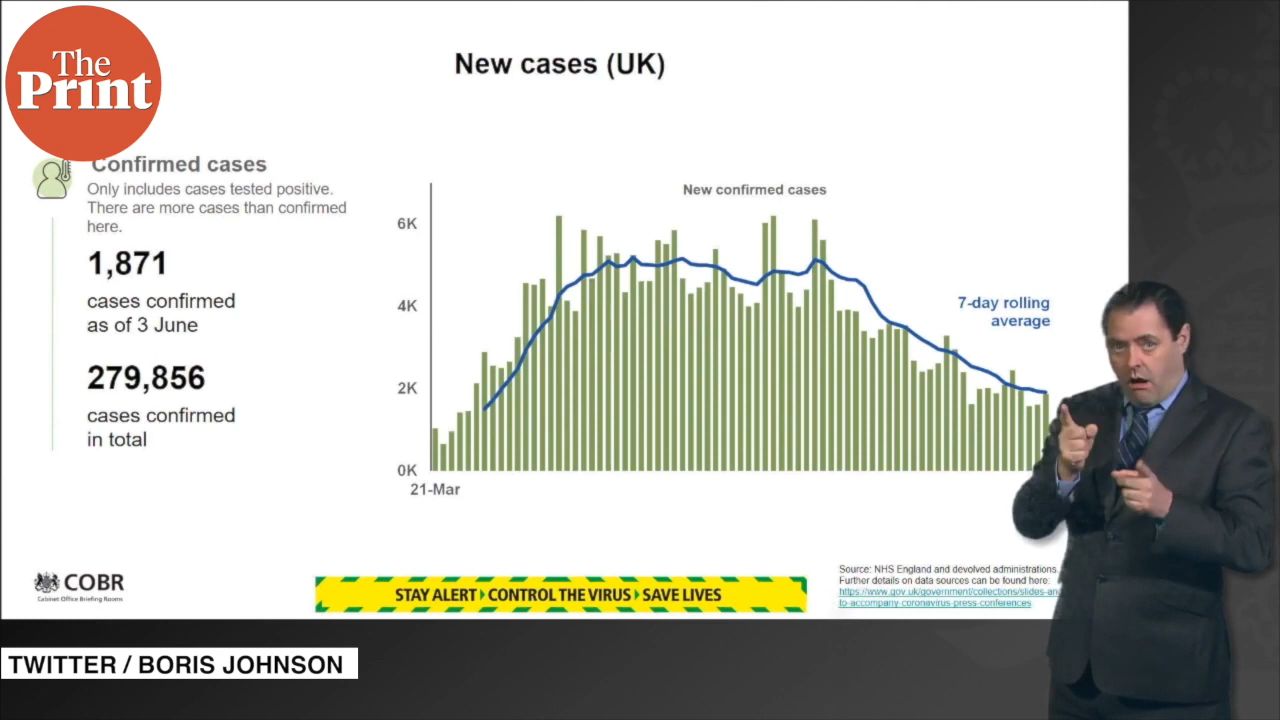 The
Print
New cases (UK)
Confirmed cases
Only includes cases tested positive.
There are more cases than confirmed
here.
1,871
cases confirmed
as of 3 June
279,856
cases confirmed
in total
New confirmed cases
6K
4K
2K
0K
21-Mar
7-day rolling
average
COBR
Cabinet Office Briefing Rooms
STAY ALERT CONTROL THE VIRUS SAVE LIVES
Source: NHS England and devolved administrations.
Further details on data sources can be found here:
https://www.gov.uk/government/collections/slides-and
to-accompany-coronavirus-press-conferences
TWITTER / BORIS JOHNSON